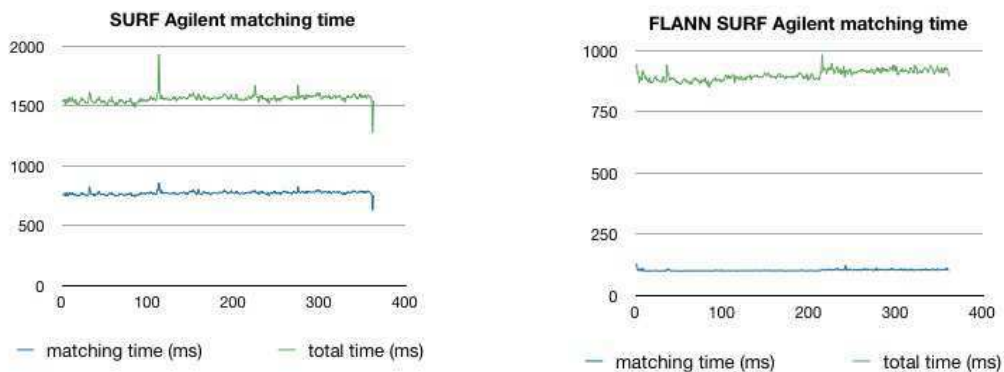 SURF Agilent matching time
2000
1500
1000
500
0
0 100 200 300 400
matching time (ms) total time (ms)
FLANN SURF Agilent matching time
1000
750
500
250
0
0 100 200 300 400
matching time (ms) total time (ms)